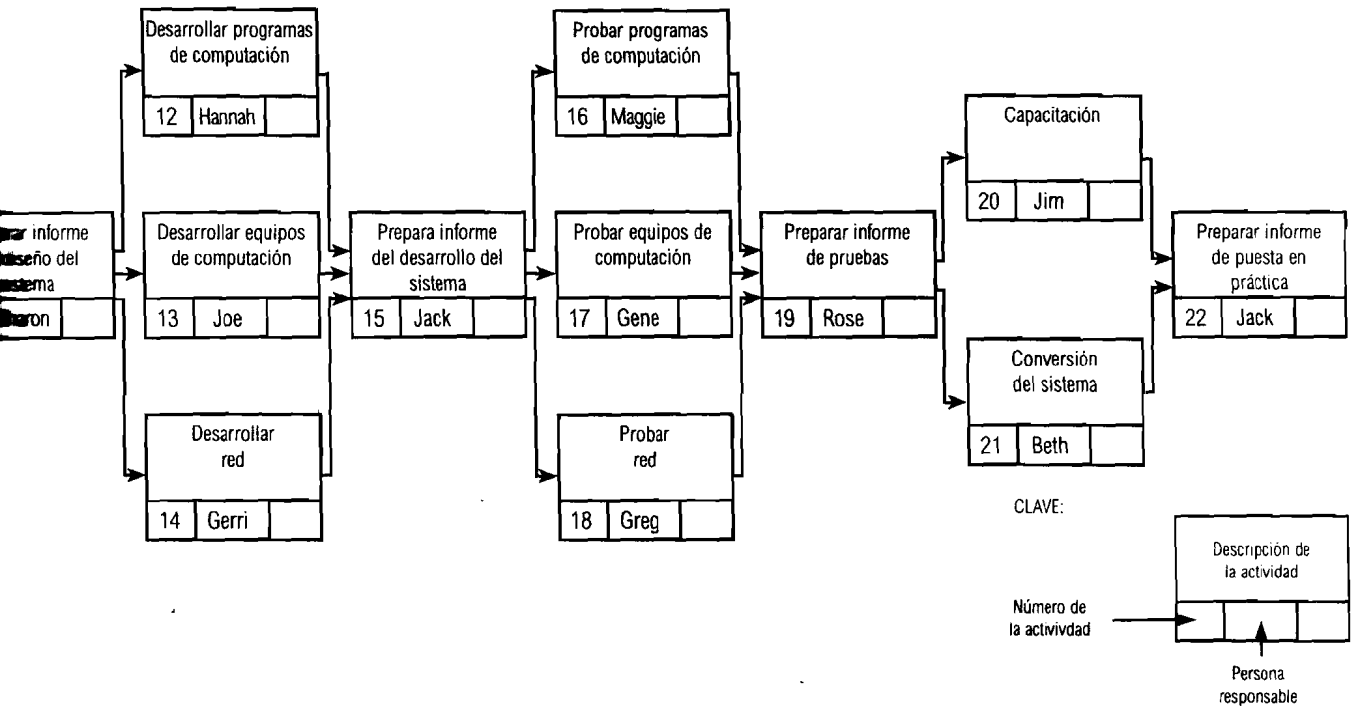 Desarrollar programas
de computación
12 Hannah
Probar programas
de computación
16 Maggie
Capacitación
20 Jim
informe
del
Desarrollar equipos
de computación
13 Joe
Prepara informe
del desarrollo del
sistema
15 Jack
Probar equipos de
computación
17 Gene
Preparar informe
de pruebas
19 Rose
Preparar informe
de puesta en
práctica
22 Jack
Conversión
del sistema
21 Beth
Desarrollar
red
14 Gerri
Probar
red
18 Greg
CLAVE:
Descripción de
la actividad
Número de
la activivdad
Persona
responsable